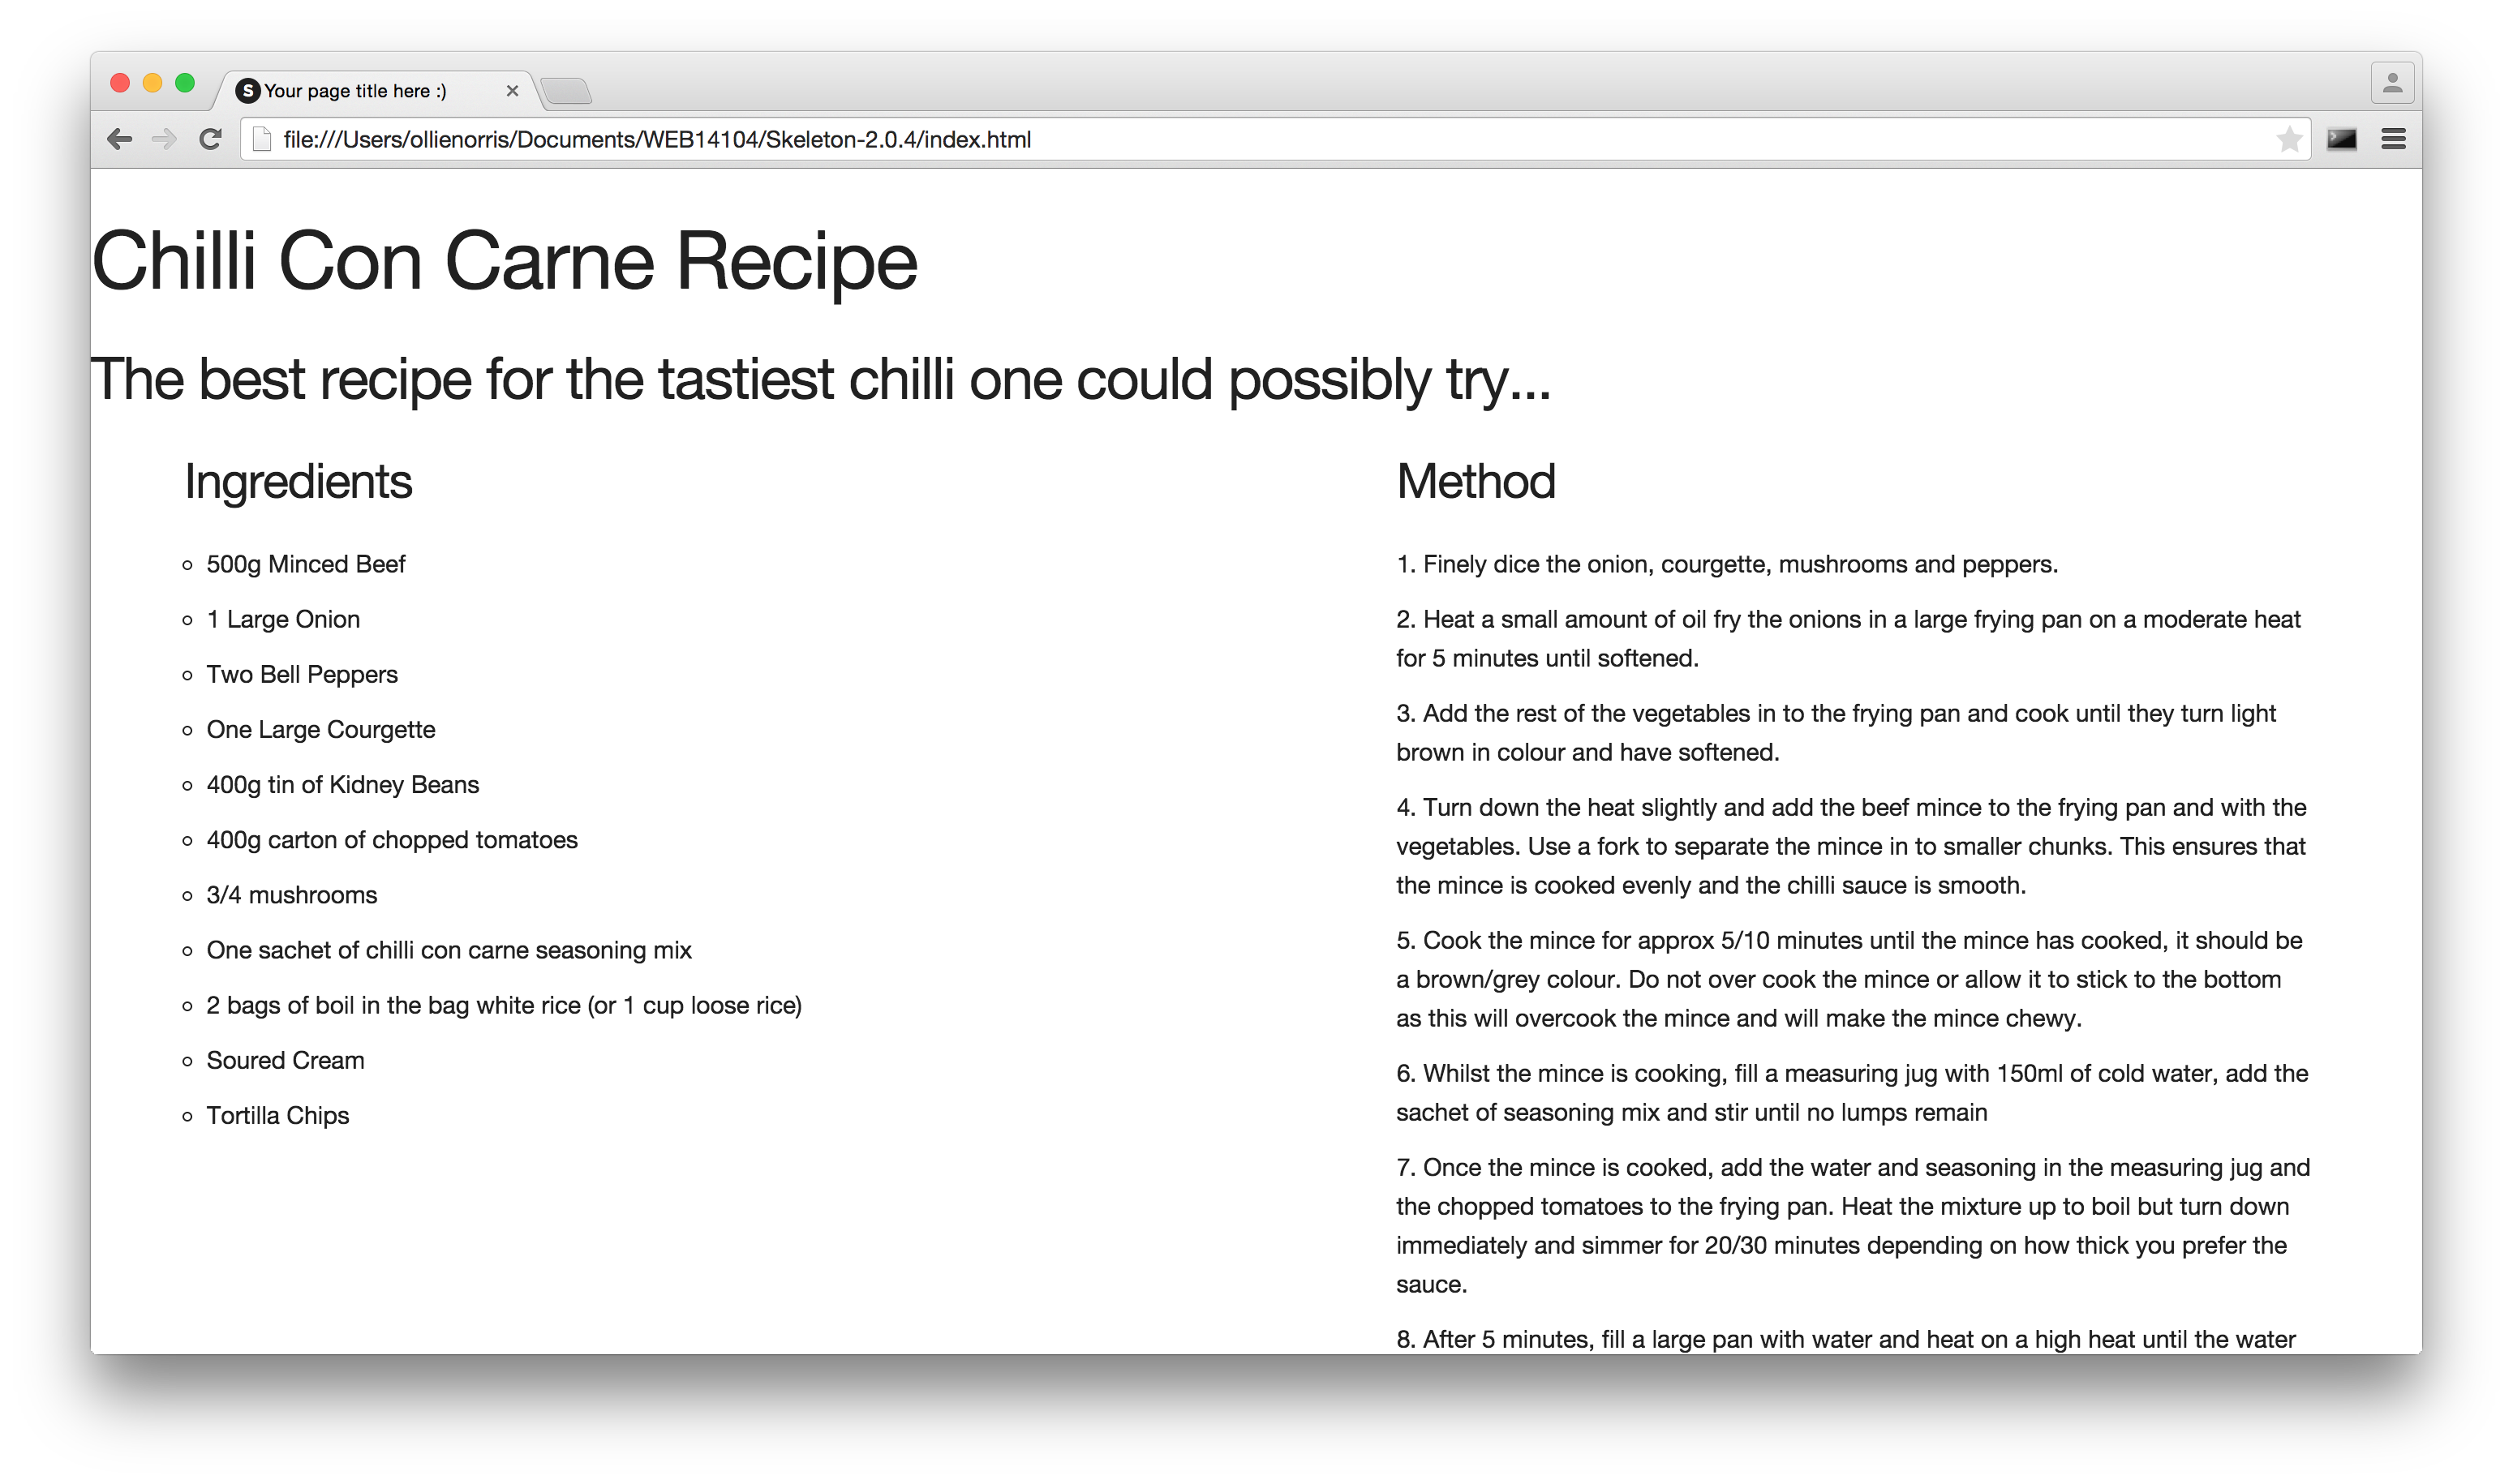 S Your page title here :)
file:///Users/ollienorris/Documents/WEB14104/Skeleton-2.0.4/index.html
Chilli Con Carne Recipe
The best recipe for the tastiest chilli one could possibly try...
Ingredients
500g Minced Beef
1 Large Onion
Two Bell Peppers
One Large Courgette
400g tin of Kidney Beans
400g carton of chopped tomatoes
3/4 mushrooms
One sachet of chilli con carne seasoning mix
2 bags of boil in the bag white rice (or 1 cup loose rice)
Soured Cream
Tortilla Chips
Method
1. Finely dice the onion, courgette, mushrooms and peppers.
2. Heat a small amount of oil fry the onions in a large frying pan on a moderate heat
for 5 minutes until softened.
3. Add the rest of the vegetables in to the frying pan and cook until they turn light
brown in colour and have softened.
4. Turn down the heat slightly and add the beef mince to the frying pan and with the
vegetables. Use a fork to separate the mince in to smaller chunks. This ensures that
the mince is cooked evenly and the chilli sauce is smooth.
5. Cook the mince for approx 5/10 minutes until the mince has cooked, it should be
a brown/grey colour. Do not over cook the mince or allow it to stick to the bottom
as this will overcook the mince and will make the mince chewy.
6. Whilst the mince is cooking, fill a measuring jug with 150ml of cold water, add the
sachet of seasoning mix and stir until no lumps remain
7. Once the mince is cooked, add the water and seasoning in the measuring jug and
the chopped tomatoes to the frying pan. Heat the mixture up to boil but turn down
immediately and simmer for 20/30 minutes depending on how thick you prefer the
sauce.
8. After 5 minutes, fill a large pan with water and heat on a high heat until the water